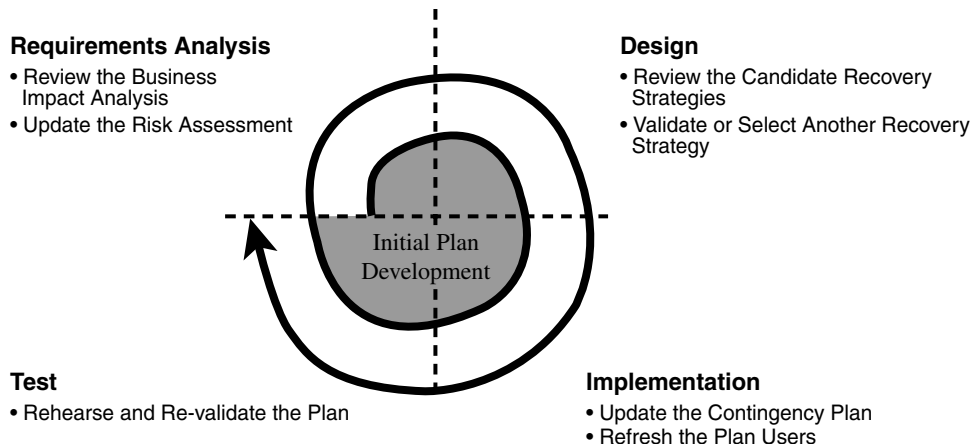 Requirements Analysis
• Review the Business
Impact Analysis
• Update the Risk Assessment
Design
• Review the Candidate Recovery
Strategies
• Validate or Select Another Recovery
Strategy
Initial Plan
Development
Test
• Rehearse and Re-validate the Plan
Implementation
• Update the Contingency Plan
• Refresh the Plan Users